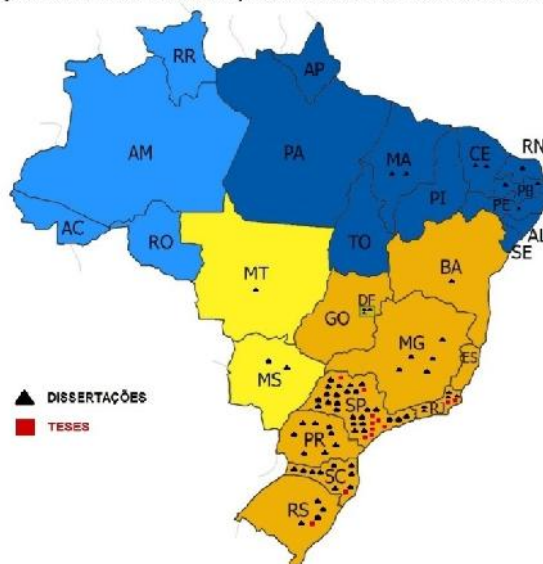 RR
AP
AM
PA
MA
CE
RN
PB
PE
PI
AL
SE
AC
RO
TO
MT
BA
GO
DF
MG
ES
MS
SP
RJ
PR
SC
RS
DISSERTAÇÕES
TESES